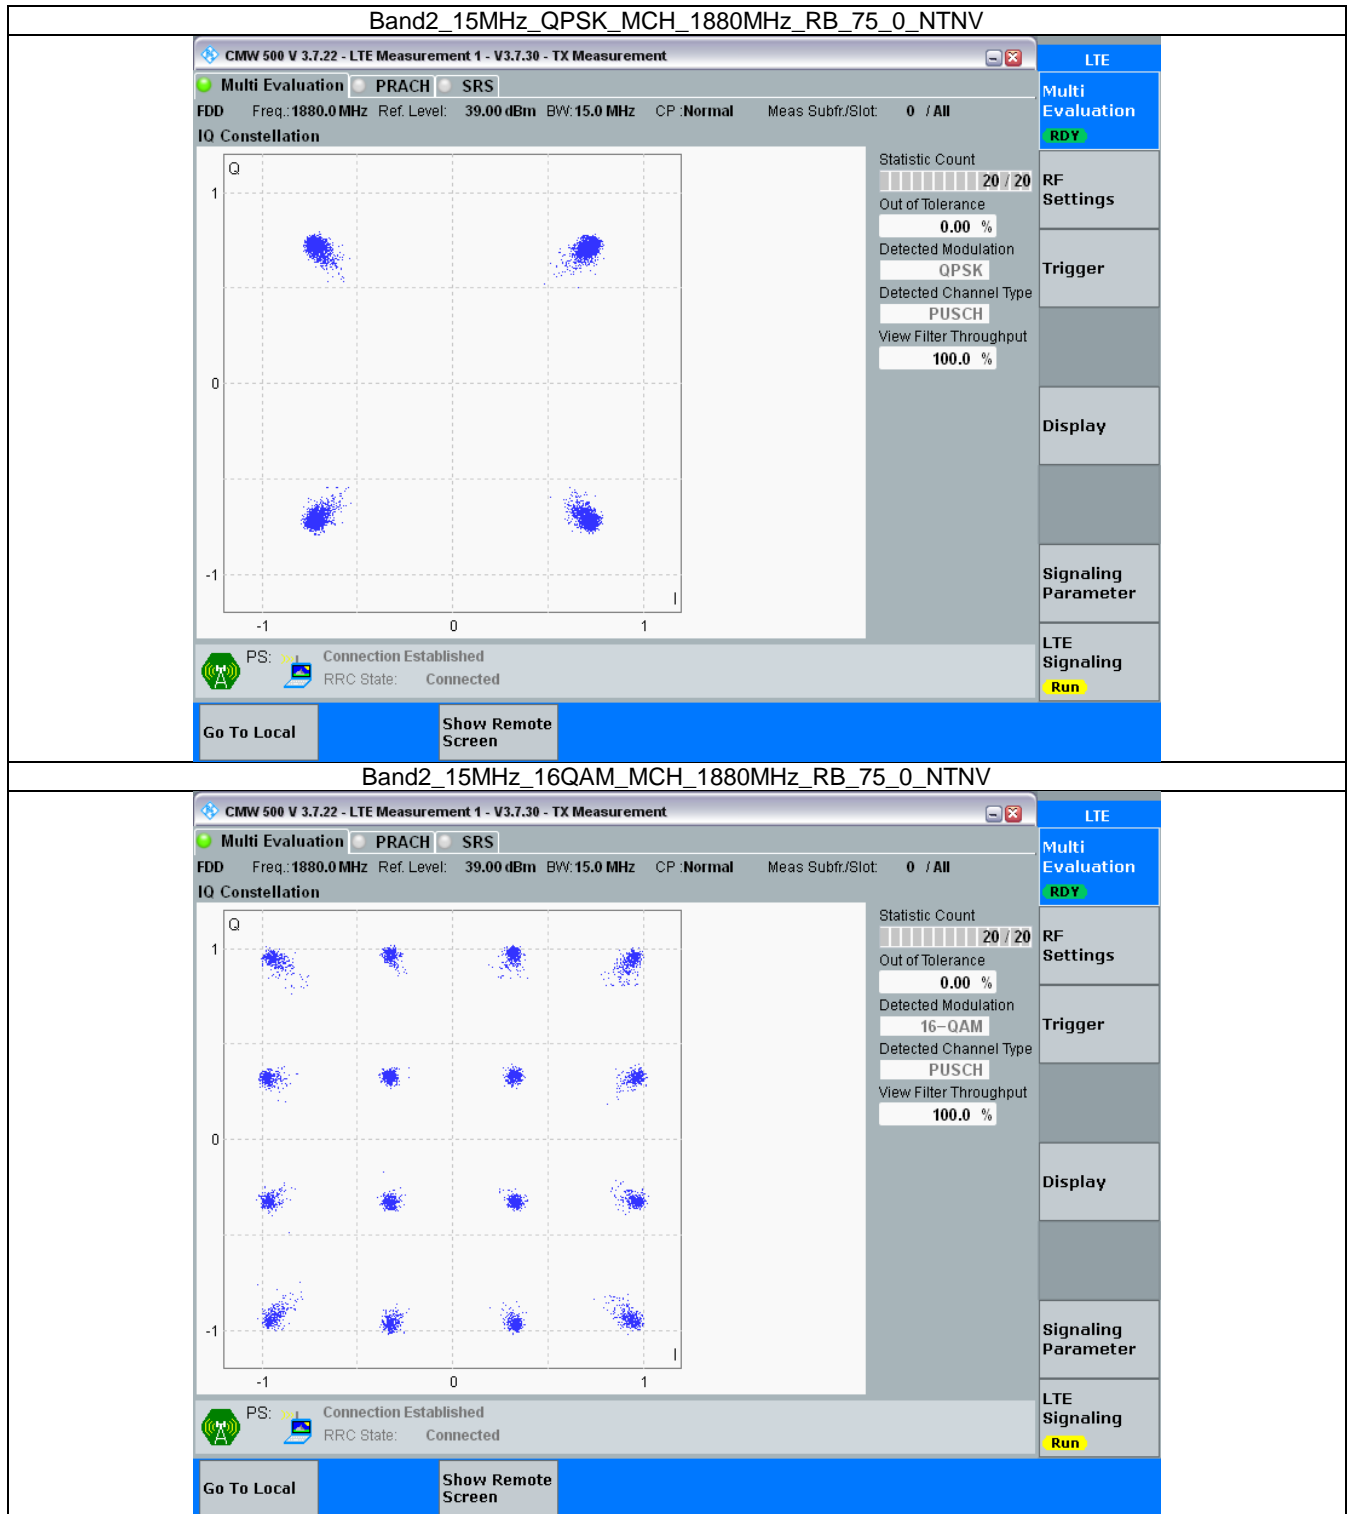 Band2_15MHz_QPSK_MCH_1880MHz_RB_75_0_NTNV
CMW 500 V 3.7.22 - LTE Measurement 1 - V3.7.30 - TX Measurement
LTE
Multi Evaluation PRACH SRS
Multi
Evaluation
RDY
FDD Freq.:1880.0 MHz Ref. Level: 39.00 dBm BW:15.0 MHz CP :Normal Meas Subfr./Slot: 0 / All
IQ Constellation
Q
1
0
-1
I
-1 0 1
Statistic Count
20 / 20
Out of Tolerance
0.00 %
Detected Modulation
QPSK
Detected Channel Type
PUSCH
View Filter Throughput
100.0 %
RF
Settings
Trigger
Display
Signaling
Parameter
LTE
Signaling
Run
PS: Connection Established
RRC State: Connected
Go To Local
Show Remote
Screen
Band2_15MHz_16QAM_MCH_1880MHz_RB_75_0_NTNV
CMW 500 V 3.7.22 - LTE Measurement 1 - V3.7.30 - TX Measurement
LTE
Multi Evaluation PRACH SRS
Multi
Evaluation
RDY
FDD Freq.:1880.0 MHz Ref. Level: 39.00 dBm BW:15.0 MHz CP :Normal Meas Subfr./Slot: 0 / All
IQ Constellation
Q
1
0
-1
I
-1 0 1
Statistic Count
20 / 20
Out of Tolerance
0.00 %
Detected Modulation
16-QAM
Detected Channel Type
PUSCH
View Filter Throughput
100.0 %
RF
Settings
Trigger
Display
Signaling
Parameter
LTE
Signaling
Run
PS: Connection Established
RRC State: Connected
Go To Local
Show Remote
Screen